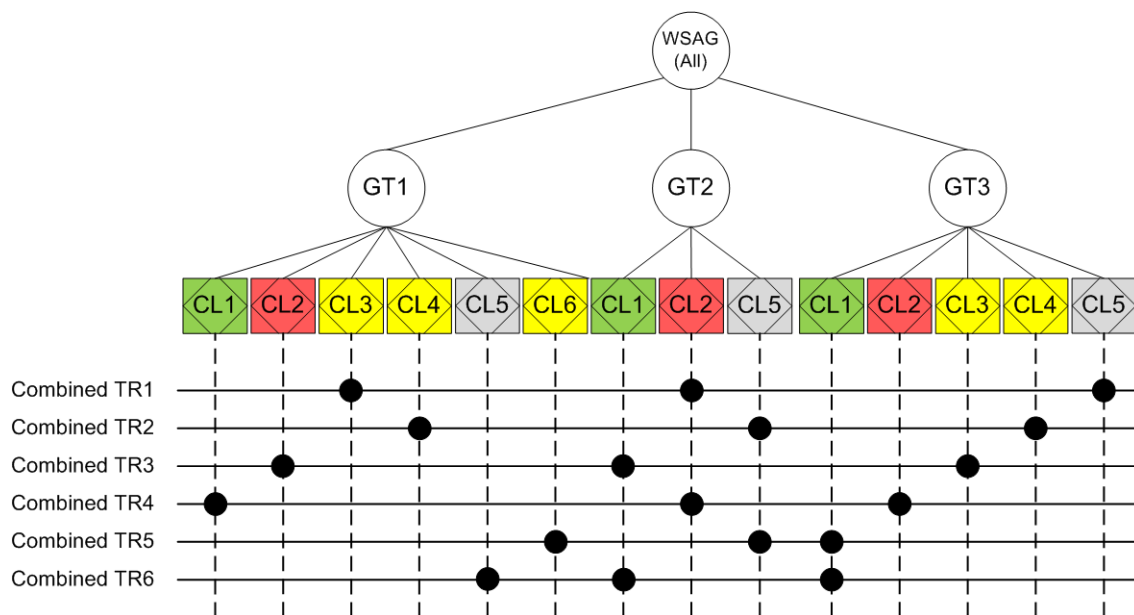 WSAG
(All)
GT1 GT2 GT3
CL1 CL2 CL3 CL4 CL5 CL6 CL1 CL2 CL5 CL1 CL2 CL3 CL4 CL5
Combined TR1
Combined TR2
Combined TR3
Combined TR4
Combined TR5
Combined TR6